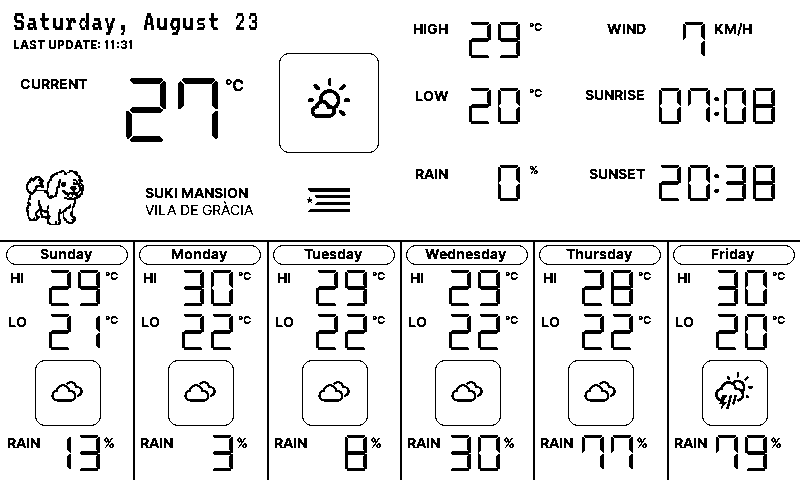 Saturday, August 23
LAST UPDATE: 11:31
CURRENT 27 °C
HIGH 29 °C
LOW 20 °C
RAIN 0 %
WIND 7 KM/H
SUNRISE 07:08
SUNSET 20:38
SUKI MANSION
VILA DE GRÀCIA
Sunday
HI 29 °C
LO 21 °C
RAIN 13 %
Monday
HI 30 °C
LO 22 °C
RAIN 3 %
Tuesday
HI 29 °C
LO 22 °C
RAIN 8 %
Wednesday
HI 29 °C
LO 22 °C
RAIN 30 %
Thursday
HI 28 °C
LO 22 °C
RAIN 77 %
Friday
HI 30 °C
LO 20 °C
RAIN 79 %